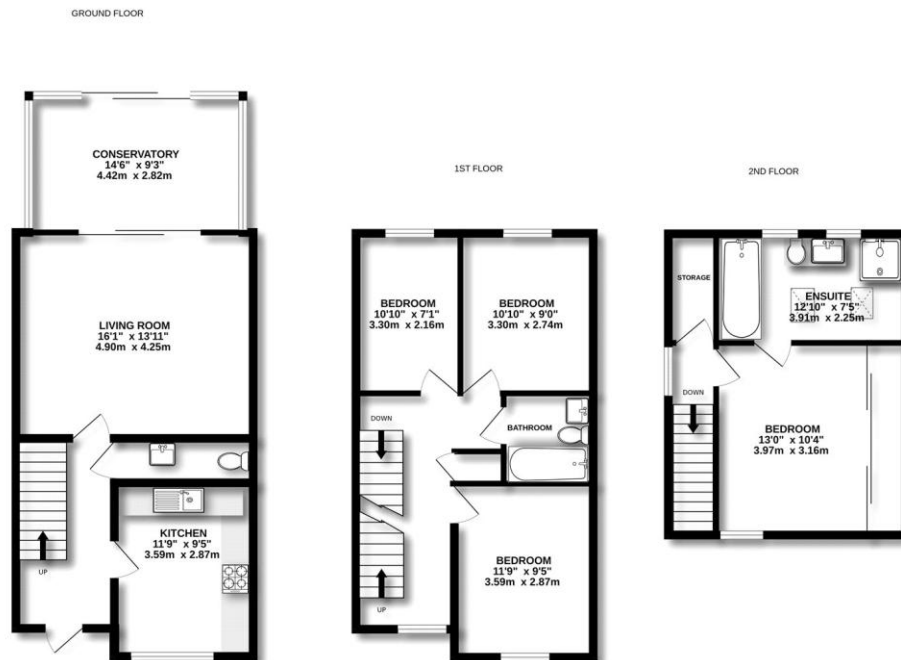 GROUND FLOOR
CONSERVATORY
14'6" x 9'3"
4.42m x 2.82m
LIVING ROOM
16'1" x 13'11"
4.90m x 4.25m
KITCHEN
11'9" x 9'5"
3.59m x 2.87m
UP
1ST FLOOR
BEDROOM
10'10" x 7'1"
3.30m x 2.16m
BEDROOM
10'10" x 9'0"
3.30m x 2.74m
DOWN
BATHROOM
BEDROOM
11'9" x 9'5"
3.59m x 2.87m
UP
2ND FLOOR
STORAGE
ENSUITE
12'10" x 7'5"
3.91m x 2.25m
DOWN
BEDROOM
13'0" x 10'4"
3.97m x 3.16m